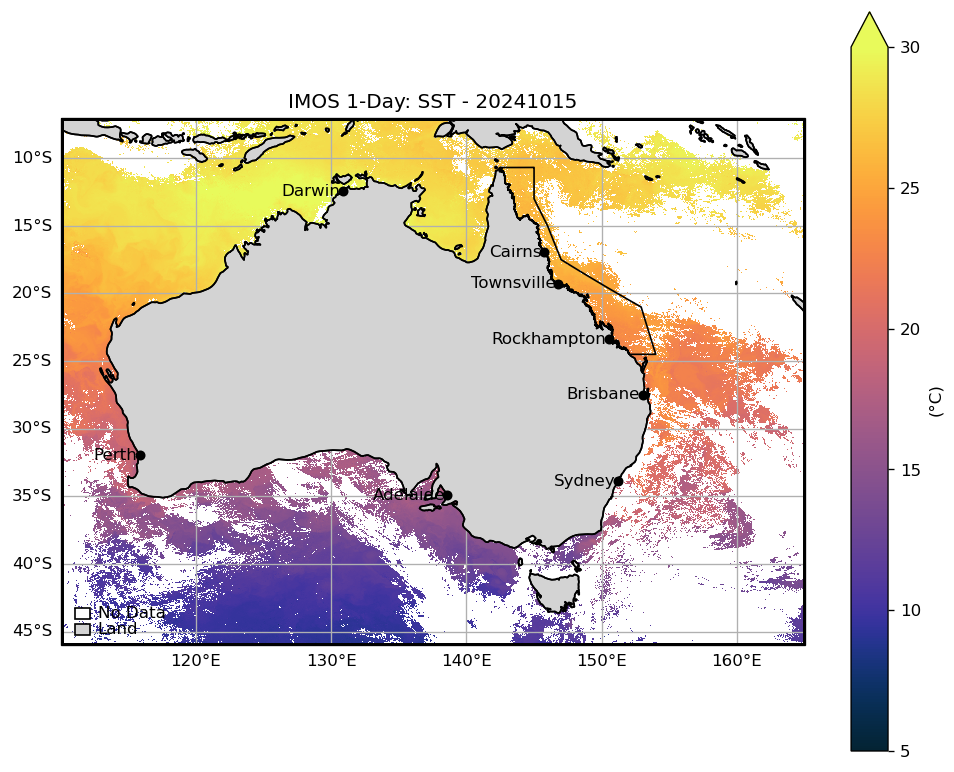 IMOS 1-Day: SST - 20241015
30
25
20
15
10
5
(°C)
10°S
15°S
20°S
25°S
30°S
35°S
40°S
45°S
Darwin
Cairns
Townsville
Rockhampton
Brisbane
Perth
Sydney
Adelaide
No Data
Land
120°E
130°E
140°E
150°E
160°E